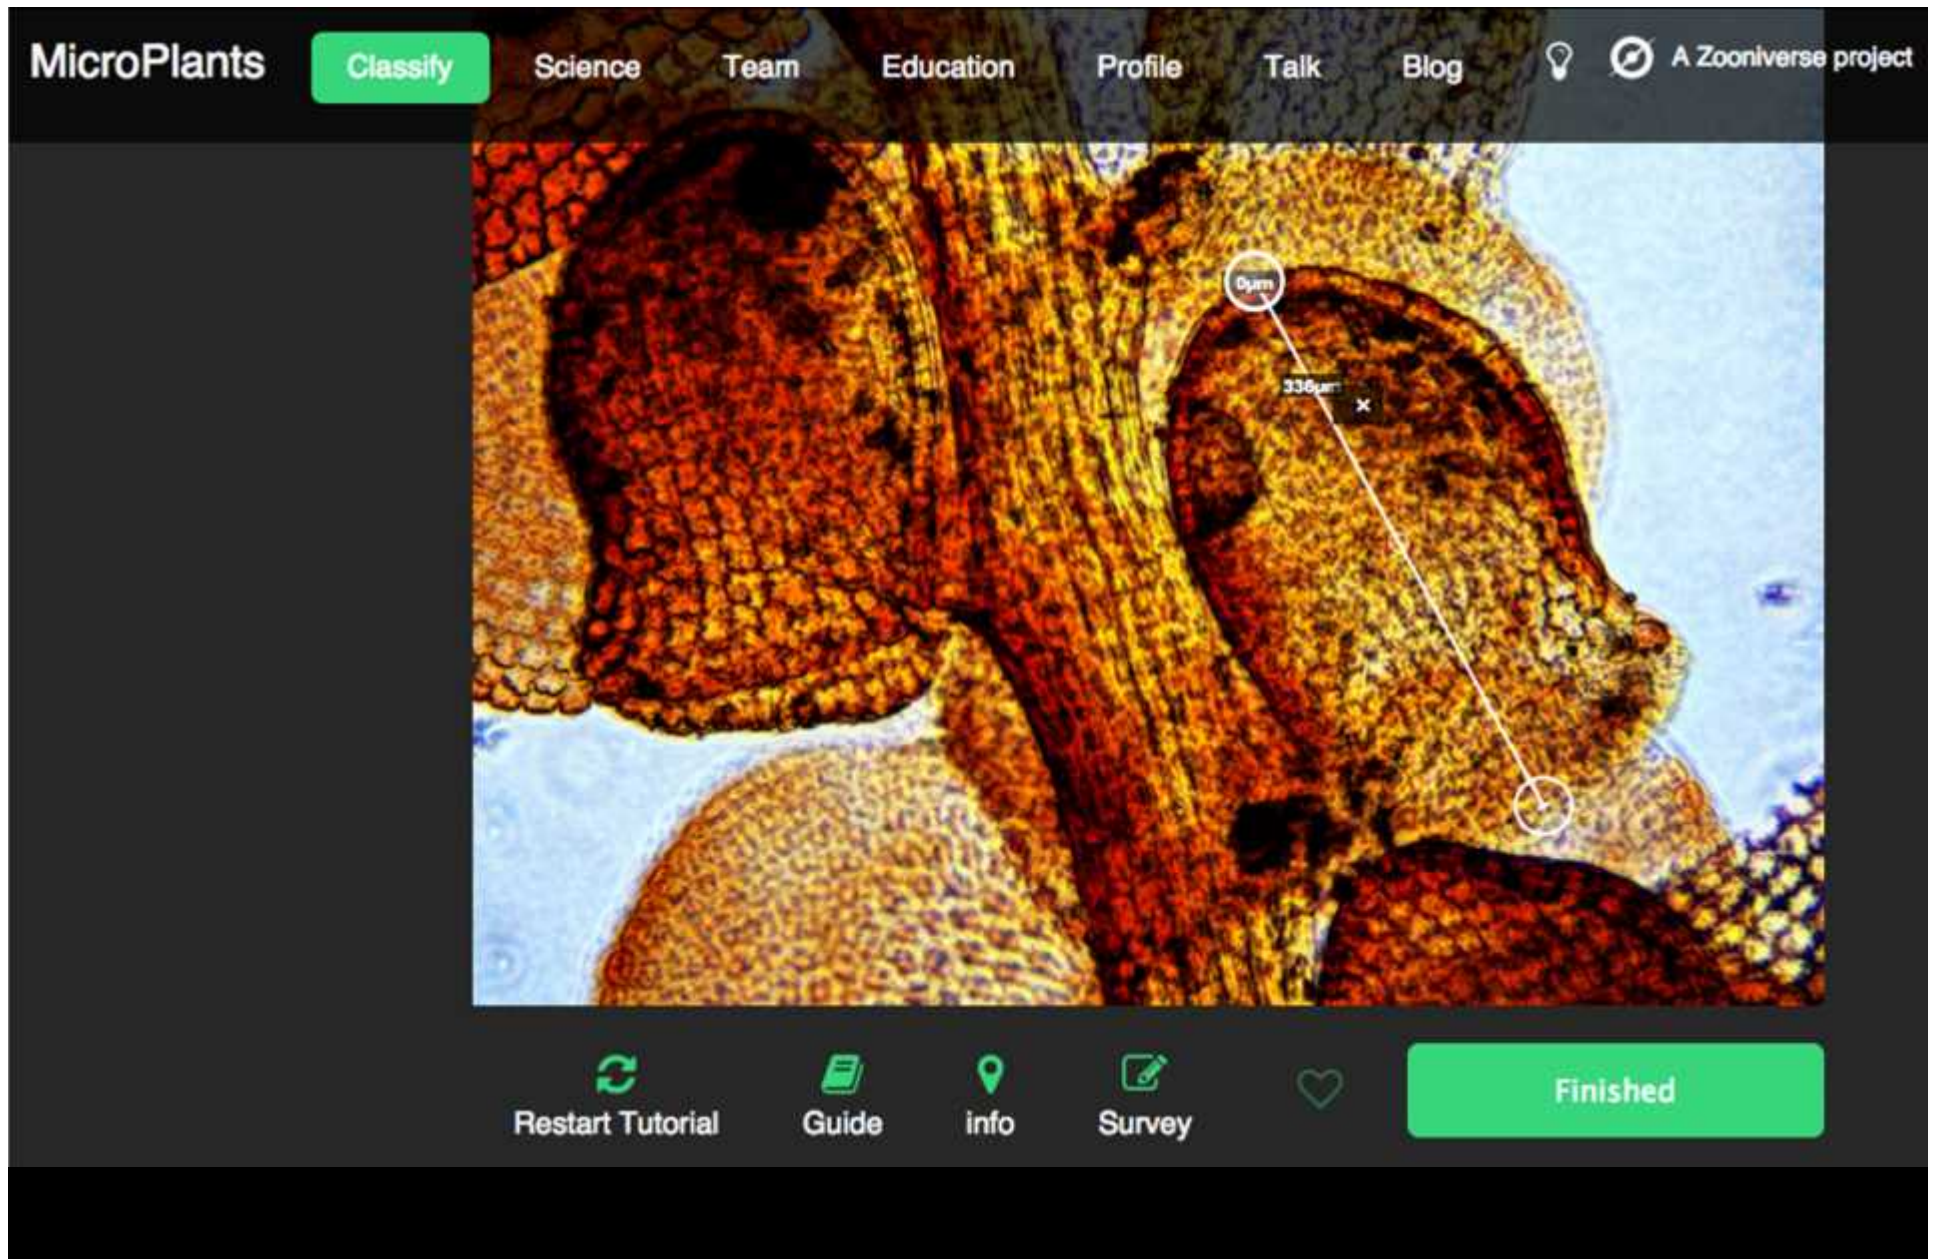 MicroPlants Classify Science Team Education Profile Talk Blog A Zooniverse project
0µm
336µm
Restart Tutorial Guide info Survey Finished